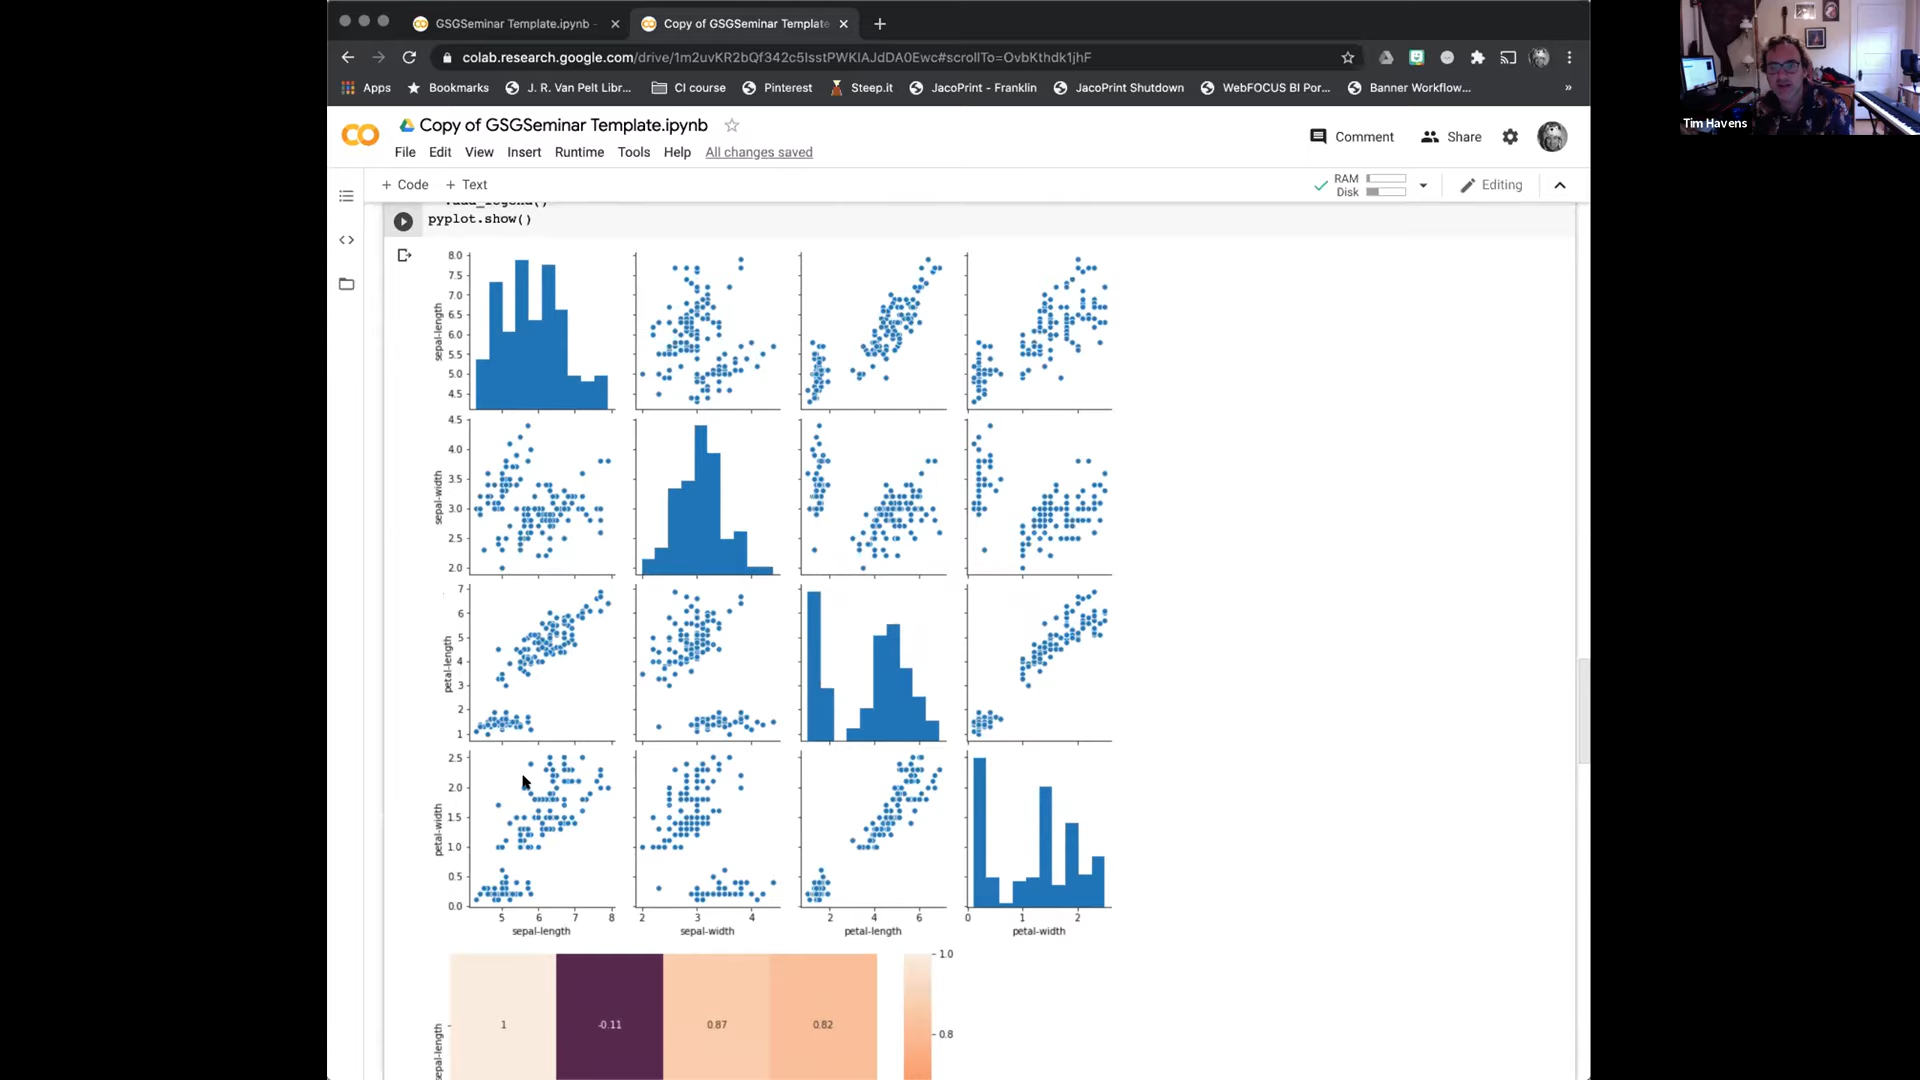 GSGSeminar Template.ipynb -
Copy of GSGSeminar Template
colab.research.google.com/drive/1m2uvKR2bQf342c5IsstPWKIAJdDA0Ewc#scrollTo=OvbKthdk1jhF
Apps Bookmarks J. R. Van Pelt Libr... CI course Pinterest Steep.it JacoPrint - Franklin JacoPrint Shutdown WebFOCUS BI Por... Banner Workflow... »
Tim Havens
Copy of GSGSeminar Template.ipynb
Comment Share
File Edit View Insert Runtime Tools Help All changes saved
+ Code + Text
RAM
Disk
Editing
.add_legend()
pyplot.show()
8.0
7.5
7.0
6.5
6.0
5.5
5.0
4.5
sepal-length
4.5
4.0
3.5
3.0
2.5
2.0
sepal-width
7
6
5
4
3
2
1
petal-length
2.5
2.0
1.5
1.0
0.5
0.0
petal-width
5 6 7 8 2 3 4 2 4 6 0 1 2
sepal-length sepal-width petal-length petal-width
1 -0.11 0.87 0.82
sepal-length
1.0
0.8